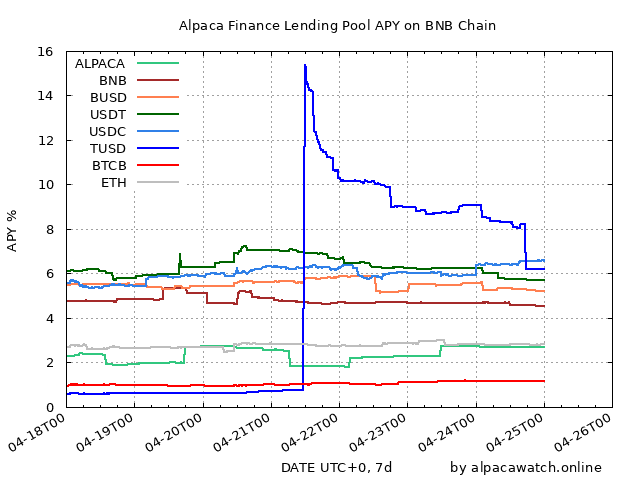 Alpaca Finance Lending Pool APY on BNB Chain
16
14
12
10
8
6
4
2
0
APY %
ALPACA
BNB
BUSD
USDT
USDC
TUSD
BTCB
ETH
04-18T00
04-19T00
04-20T00
04-21T00
04-22T00
04-23T00
04-24T00
04-25T00
04-26T00
DATE UTC+0, 7d
by alpacawatch.online